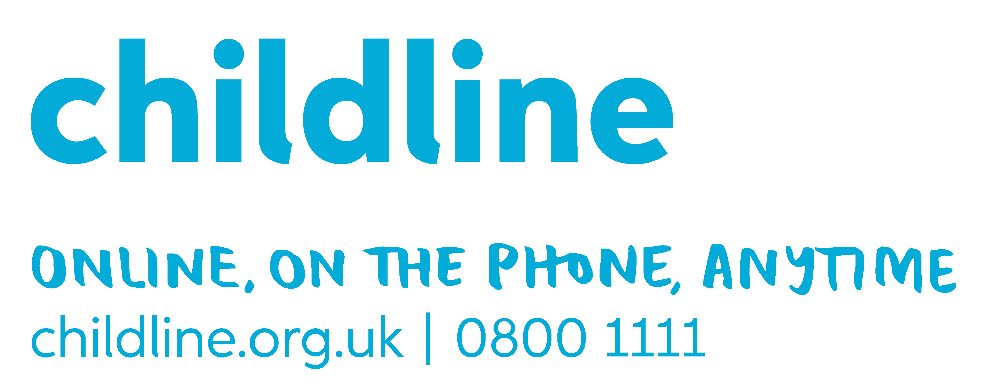 childline
ONLINE, ON THE PHONE, ANYTIME
childline.org.uk | 0800 1111